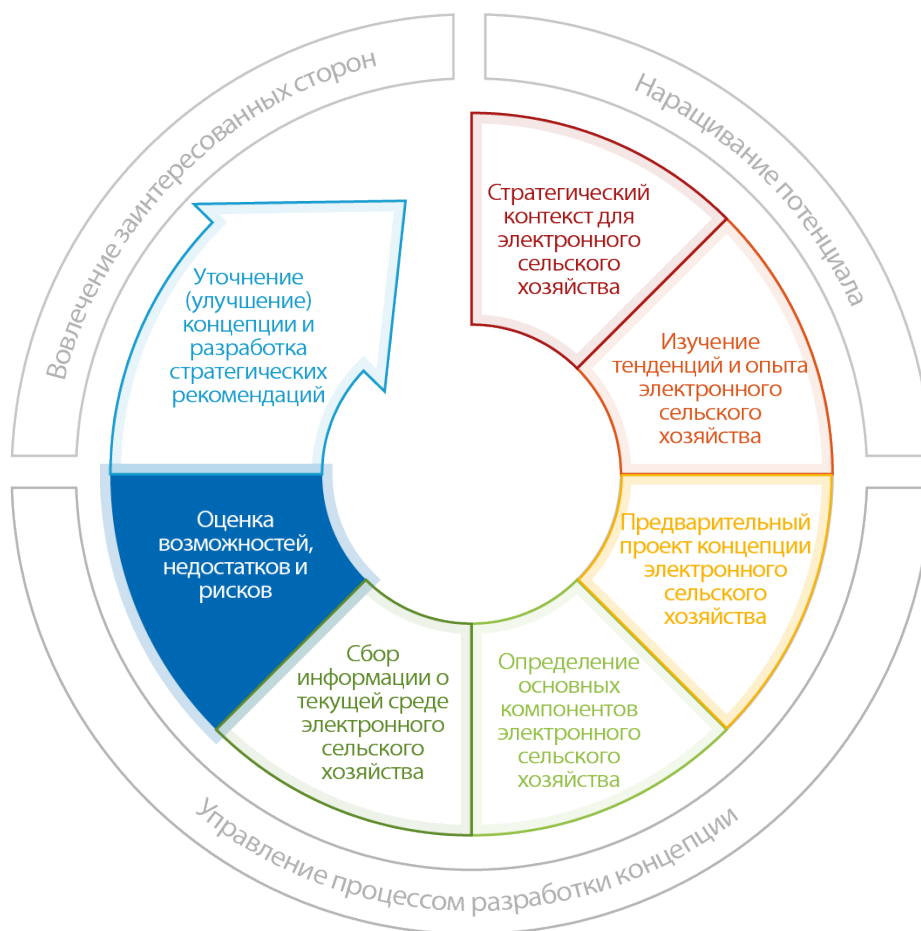 Вовлечение заинтересованных сторон
Наращивание потенциала
Стратегический
контекст для
электронного
сельского
хозяйства
Изучение
тенденций и опыта
электронного
сельского
хозяйства
Предварительный
проект концепции
электронного
сельского
хозяйства
Определение
основных
компонентов
электронного
сельского
хозяйства
Сбор
информации о
текущей среде
электронного
сельского
хозяйства
Оценка
возможностей,
недостатков и
рисков
Уточнение
(улучшение)
концепции и
разработка
стратегических
рекомендаций
Управление процессом разработки концепции